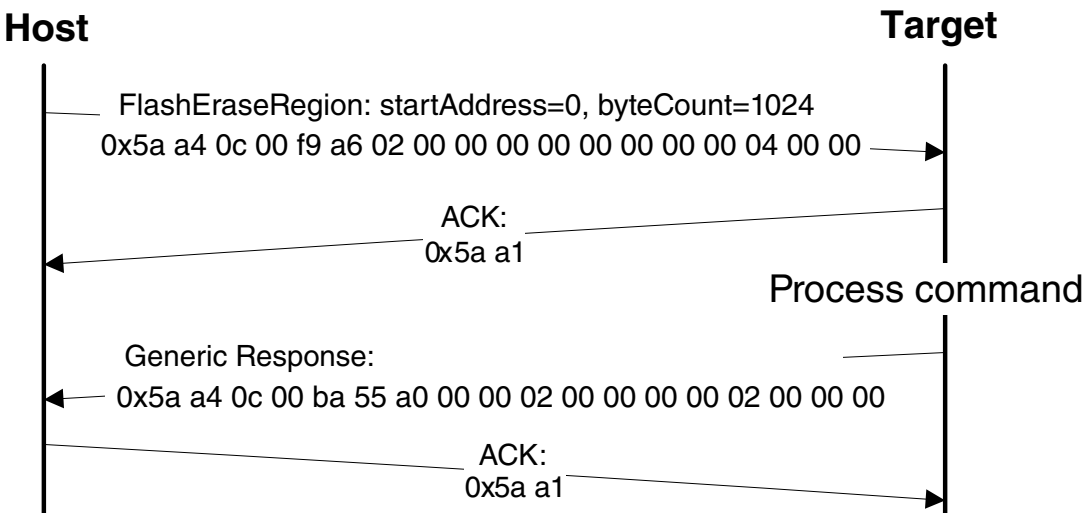 Host
Target
FlashEraseRegion: startAddress=0, byteCount=1024
0x5a a4 0c 00 f9 a6 02 00 00 00 00 00 00 00 00 04 00 00
ACK:
0x5a a1
Process command
Generic Response:
0x5a a4 0c 00 ba 55 a0 00 00 02 00 00 00 00 02 00 00 00
ACK:
0x5a a1